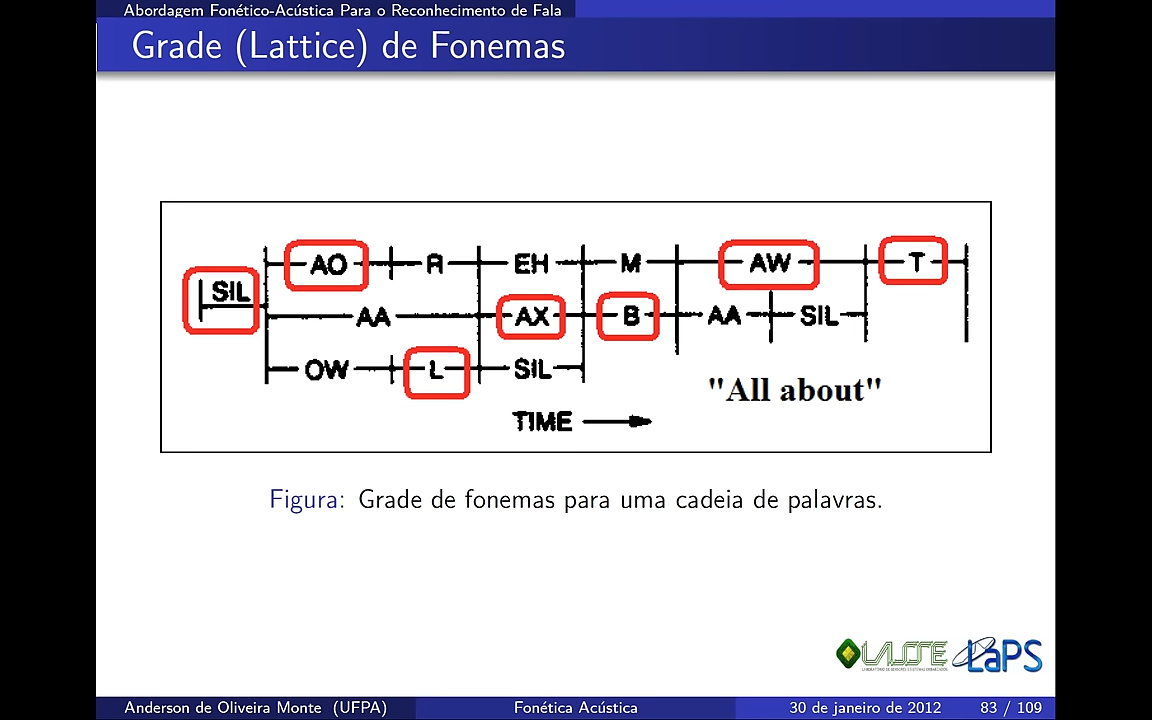 Abordagem Fonético-Acústica Para o Reconhecimento de Fala
Grade (Lattice) de Fonemas
AO R EH M AW T
SIL
AA AX B AA SIL
OW L SIL
"All about"
TIME
Figura: Grade de fonemas para uma cadeia de palavras.
LASSE LaPS
Anderson de Oliveira Monte (UFPA) Fonética Acústica 30 de janeiro de 2012 83 / 109